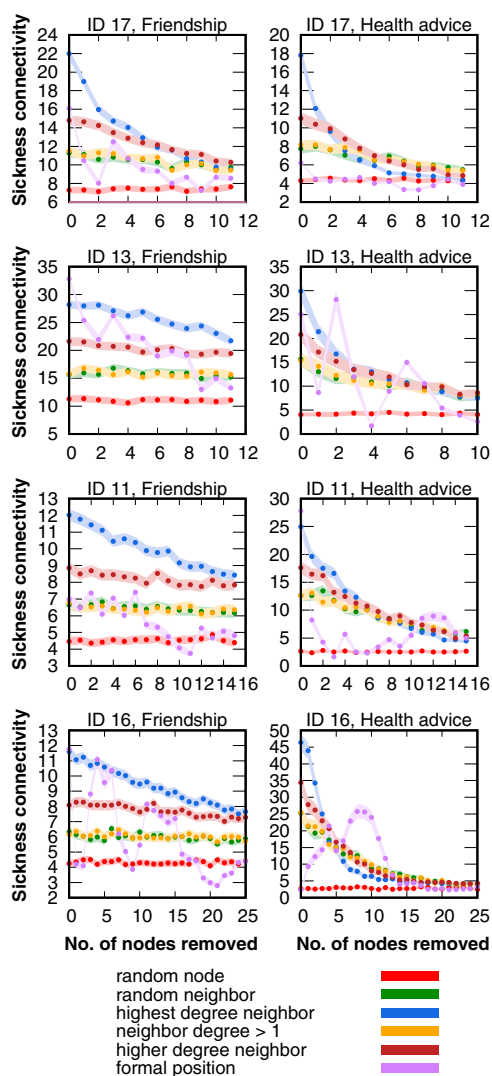 ID 17, Friendship
ID 17, Health advice
Sickness connectivity
24
22
20
18
16
14
12
10
8
6
0 2 4 6 8 10 12
20
18
16
14
12
10
8
6
4
2
0 2 4 6 8 10 12
ID 13, Friendship
ID 13, Health advice
Sickness connectivity
35
30
25
20
15
10
5
0 2 4 6 8 10 12
35
30
25
20
15
10
5
0
0 2 4 6 8 10
ID 11, Friendship
ID 11, Health advice
Sickness connectivity
13
12
11
10
9
8
7
6
5
4
3
0 2 4 6 8 10 12 14 16
30
25
20
15
10
5
0
0 2 4 6 8 10 12 14 16
ID 16, Friendship
ID 16, Health advice
Sickness connectivity
13
12
11
10
9
8
7
6
5
4
3
2
0 5 10 15 20 25
50
45
40
35
30
25
20
15
10
5
0
0 5 10 15 20 25
No. of nodes removed
No. of nodes removed
random node
random neighbor
highest degree neighbor
neighbor degree > 1
higher degree neighbor
formal position